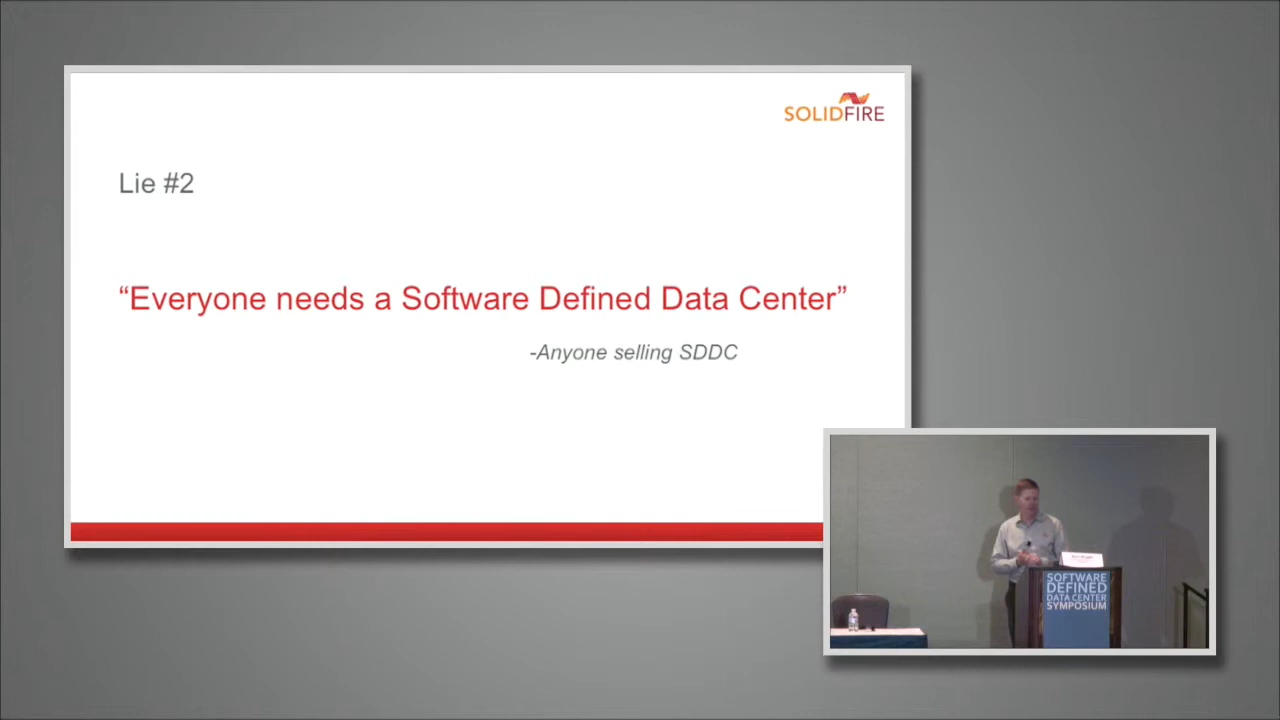 SOLIDFIRE
Lie #2
“Everyone needs a Software Defined Data Center”
-Anyone selling SDDC
SOFTWARE
DEFINED
DATA CENTER
SYMPOSIUM